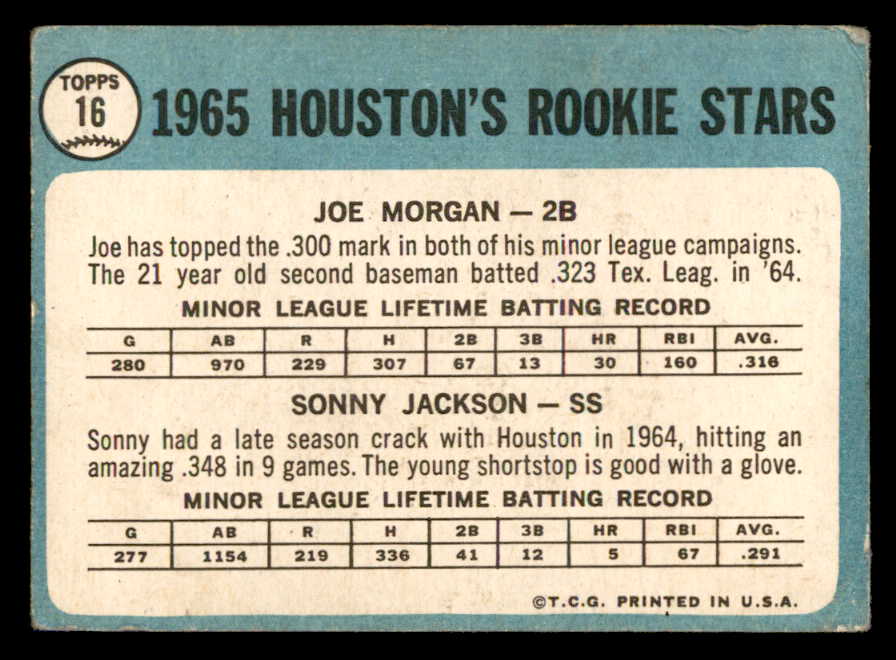 TOPPS
16
1965 HOUSTON'S ROOKIE STARS
JOE MORGAN — 2B
Joe has topped the .300 mark in both of his minor league campaigns.
The 21 year old second baseman batted .323 Tex. Leag. in '64.
MINOR LEAGUE LIFETIME BATTING RECORD
G AB R H 2B 3B HR RBI AVG.
280 970 229 307 67 13 30 160 .316
SONNY JACKSON — SS
Sonny had a late season crack with Houston in 1964, hitting an
amazing .348 in 9 games. The young shortstop is good with a glove.
MINOR LEAGUE LIFETIME BATTING RECORD
G AB R H 2B 3B HR RBI AVG.
277 1154 219 336 41 12 5 67 .291
©T.C.G. PRINTED IN U.S.A.